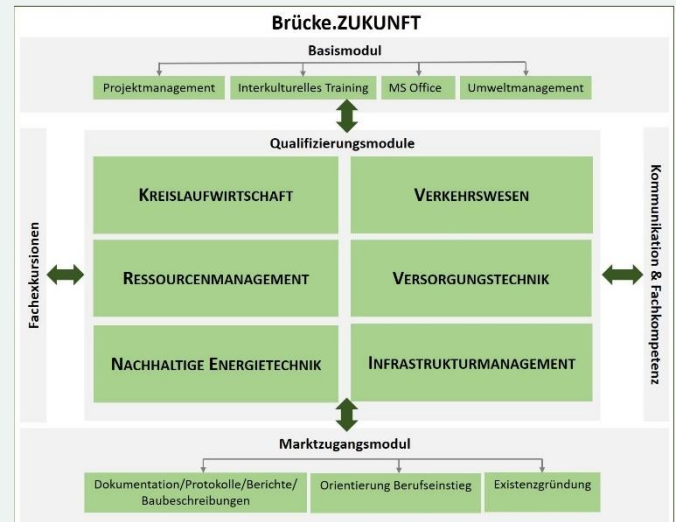 Brücke.ZUKUNFT
Basismodul
Projektmanagement
Interkulturelles Training
MS Office
Umweltmanagement
Fachexkursionen
Qualifizierungsmodule
KREISLAUFWIRTSCHAFT
VERKEHRSWESEN
RESSOURCENMANAGEMENT
VERSORGUNGSTECHNIK
NACHHALTIGE ENERGIETECHNIK
INFRASTRUKTURMANAGEMENT
Kommunikation & Fachkompetenz
Marktzugangsmodul
Dokumentation/Protokolle/Berichte/
Baubeschreibungen
Orientierung Berufseinstieg
Existenzgründung